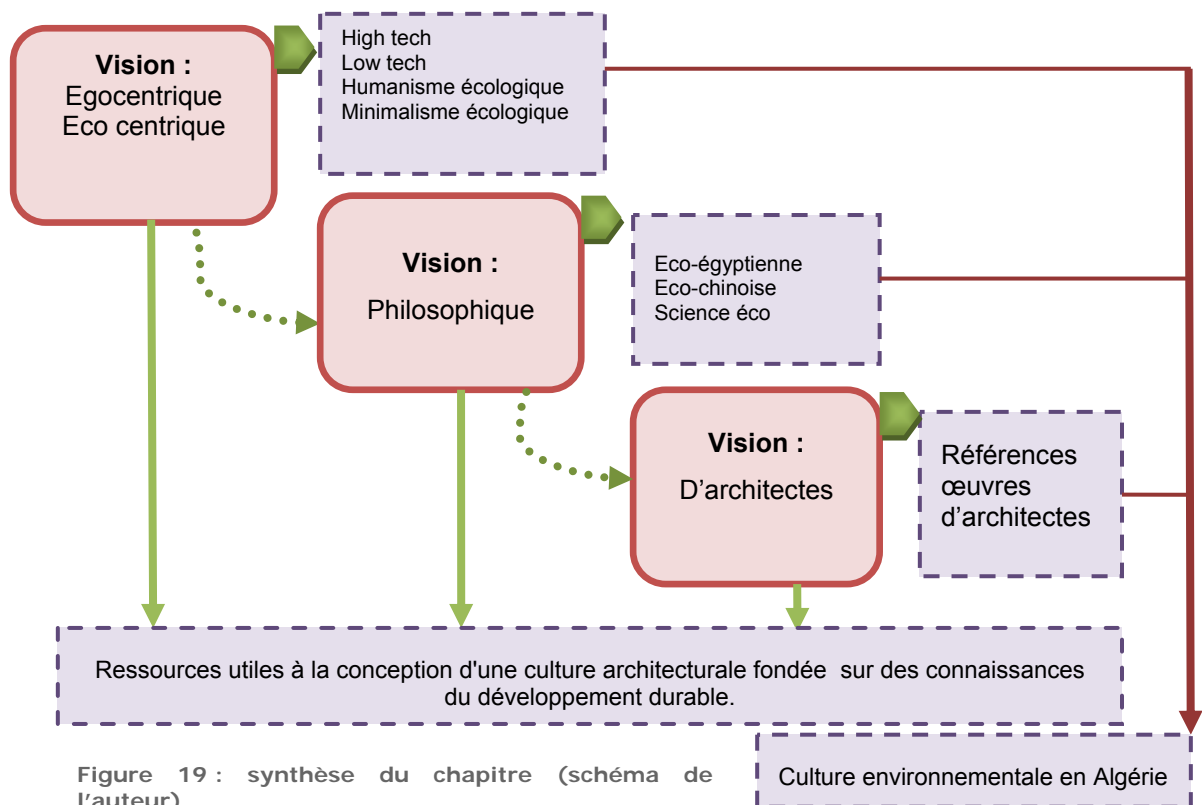 Vision :
Egocentrique
Eco centrique
High tech
Low tech
Humanisme écologique
Minimalisme écologique
Vision :
Philosophique
Eco-égyptienne
Eco-chinoise
Science éco
Vision :
D’architectes
Références
œuvres
d’architectes
Ressources utiles à la conception d'une culture architecturale fondée sur des connaissances
du développement durable.
Figure 19 : synthèse du chapitre (schéma de
l’auteur)
Culture environnementale en Algérie